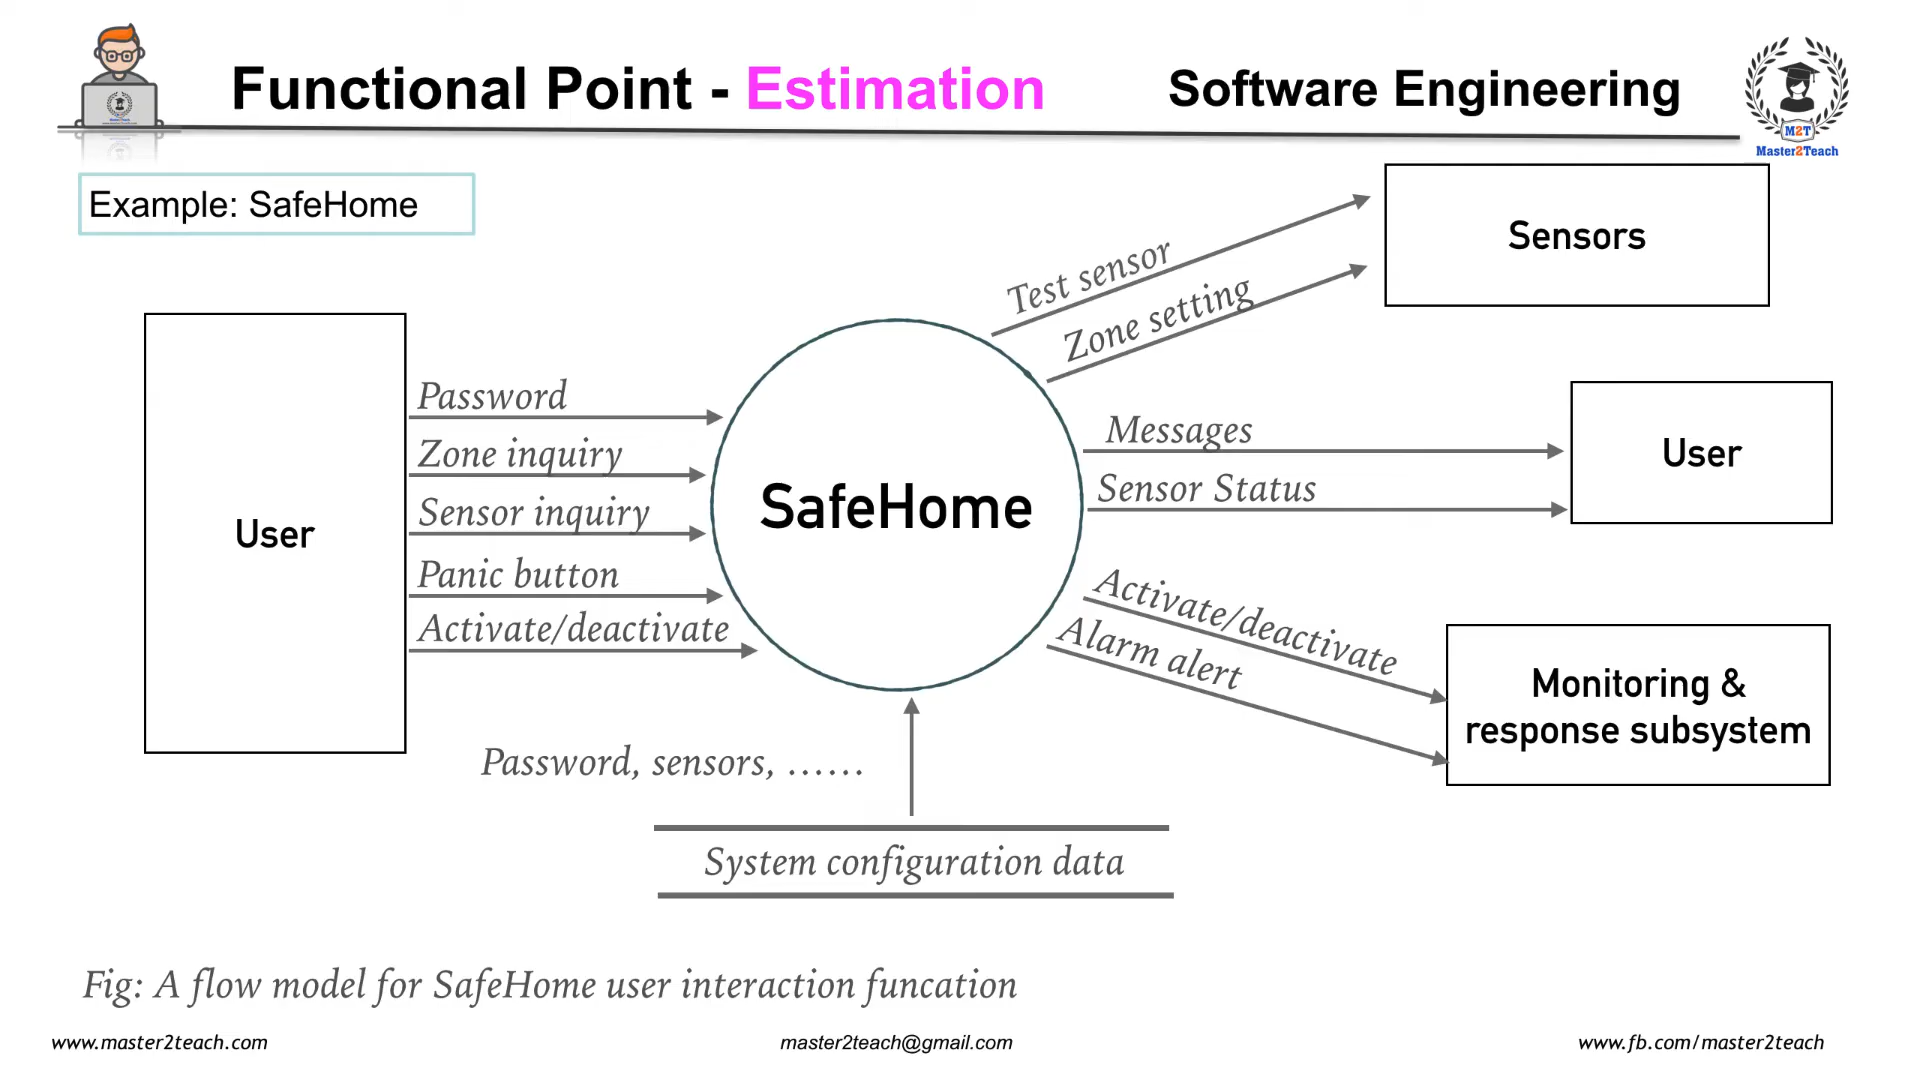 Functional Point - Estimation
Software Engineering
M2T
Master2Teach
Example: SafeHome
Sensors
Test sensor
Zone setting
User
Password
Zone inquiry
Sensor inquiry
Panic button
Activate/deactivate
SafeHome
Messages
Sensor Status
User
Activate/deactivate
Alarm alert
Monitoring &
response subsystem
Password, sensors, ......
System configuration data
Fig: A flow model for SafeHome user interaction funcation
www.master2teach.com
master2teach@gmail.com
www.fb.com/master2teach